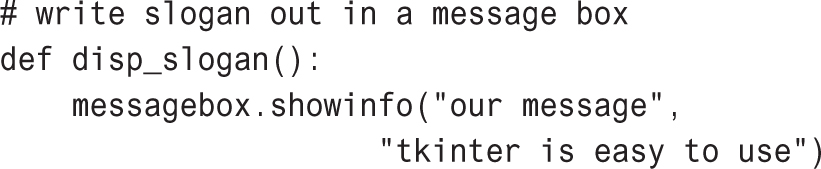 # write slogan out in a message box
def disp_slogan():
    messagebox.showinfo("our message",
                  "tkinter is easy to use")